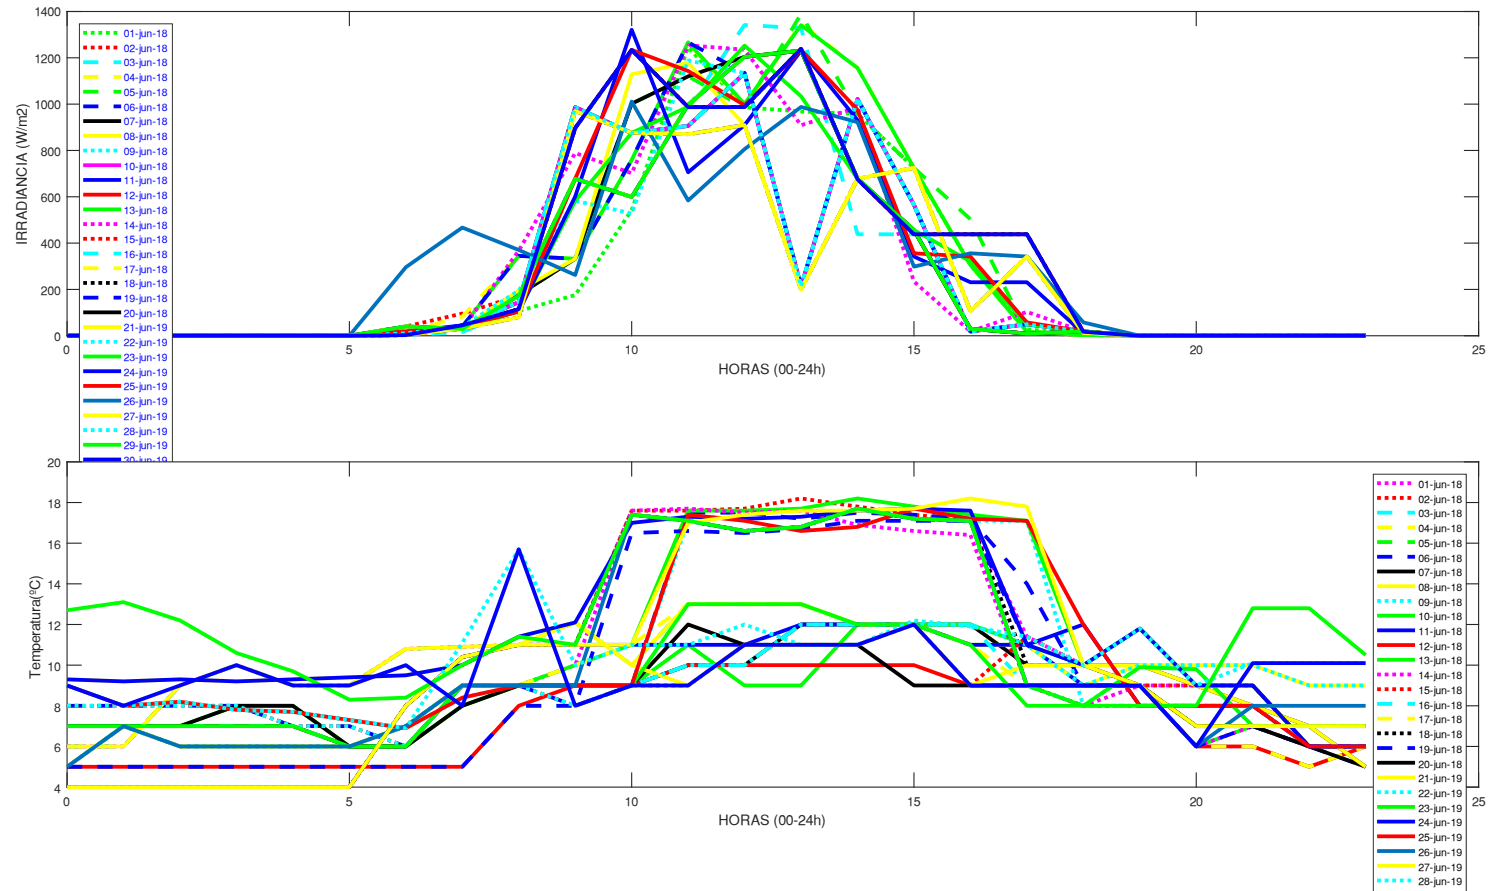 1400
1200
1000
800
600
400
200
0
IRRADIANCIA (W/m2)
01-jun-18
02-jun-18
03-jun-18
04-jun-18
05-jun-18
06-jun-18
07-jun-18
08-jun-18
09-jun-18
10-jun-18
11-jun-18
12-jun-18
13-jun-18
14-jun-18
15-jun-18
16-jun-18
17-jun-18
18-jun-18
19-jun-18
20-jun-18
21-jun-19
22-jun-19
23-jun-19
24-jun-19
25-jun-19
26-jun-19
27-jun-19
28-jun-19
29-jun-19
30-jun-19
0 5 10 15 20 25
HORAS (00-24h)
20
18
16
14
12
10
8
6
4
Temperatura(ºC)
01-jun-18
02-jun-18
03-jun-18
04-jun-18
05-jun-18
06-jun-18
07-jun-18
08-jun-18
09-jun-18
10-jun-18
11-jun-18
12-jun-18
13-jun-18
14-jun-18
15-jun-18
16-jun-18
17-jun-18
18-jun-18
19-jun-18
20-jun-18
21-jun-19
22-jun-19
23-jun-19
24-jun-19
25-jun-19
26-jun-19
27-jun-19
28-jun-19
0 5 10 15 20 25
HORAS (00-24h)